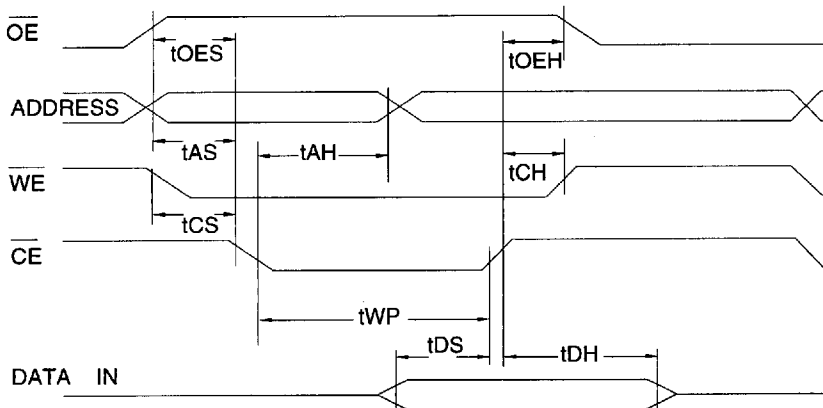 OE
tOES
tOEH
ADDRESS
tAS
tAH
tCH
WE
tCS
CE
tWP
tDS
tDH
DATA IN